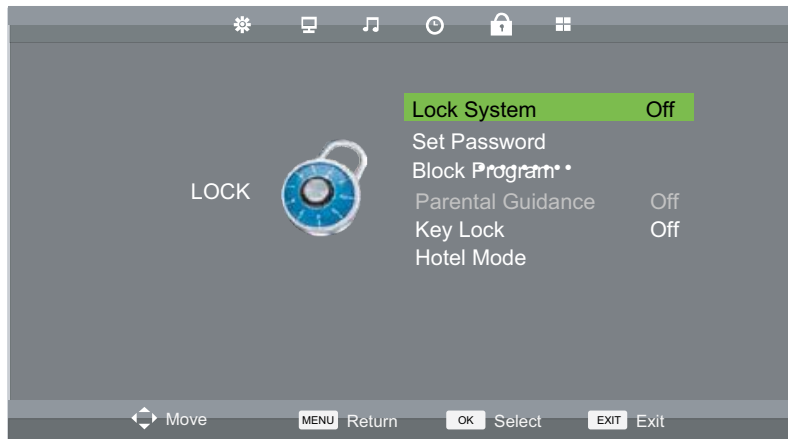 Lock System Off
Set Password
Block Program
LOCK
Parental Guidance Off
Key Lock Off
Hotel Mode
Move MENU Return OK Select EXIT Exit